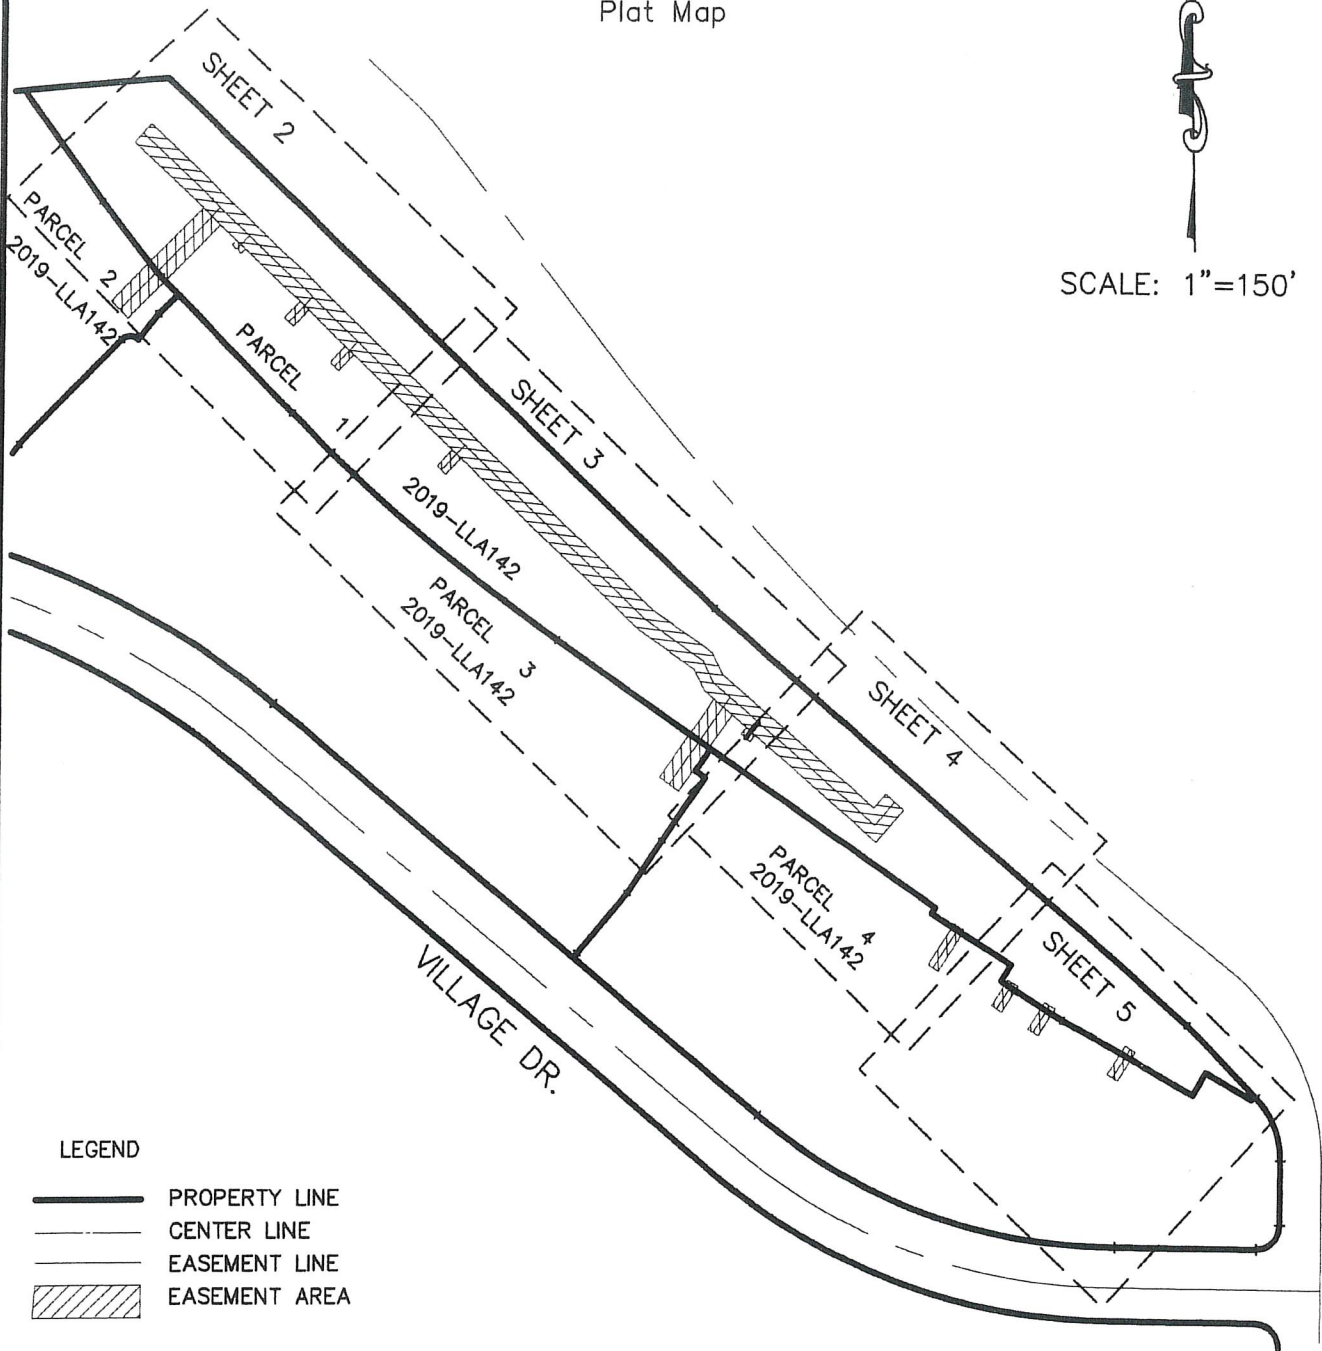 Plat Map
SCALE: 1"=150'
SHEET 2
PARCEL 2
2019-LLA142
PARCEL 1
2019-LLA142
SHEET 3
PARCEL 3
2019-LLA142
SHEET 4
PARCEL 4
2019-LLA142
SHEET 5
VILLAGE DR.
LEGEND
PROPERTY LINE
CENTER LINE
EASEMENT LINE
EASEMENT AREA